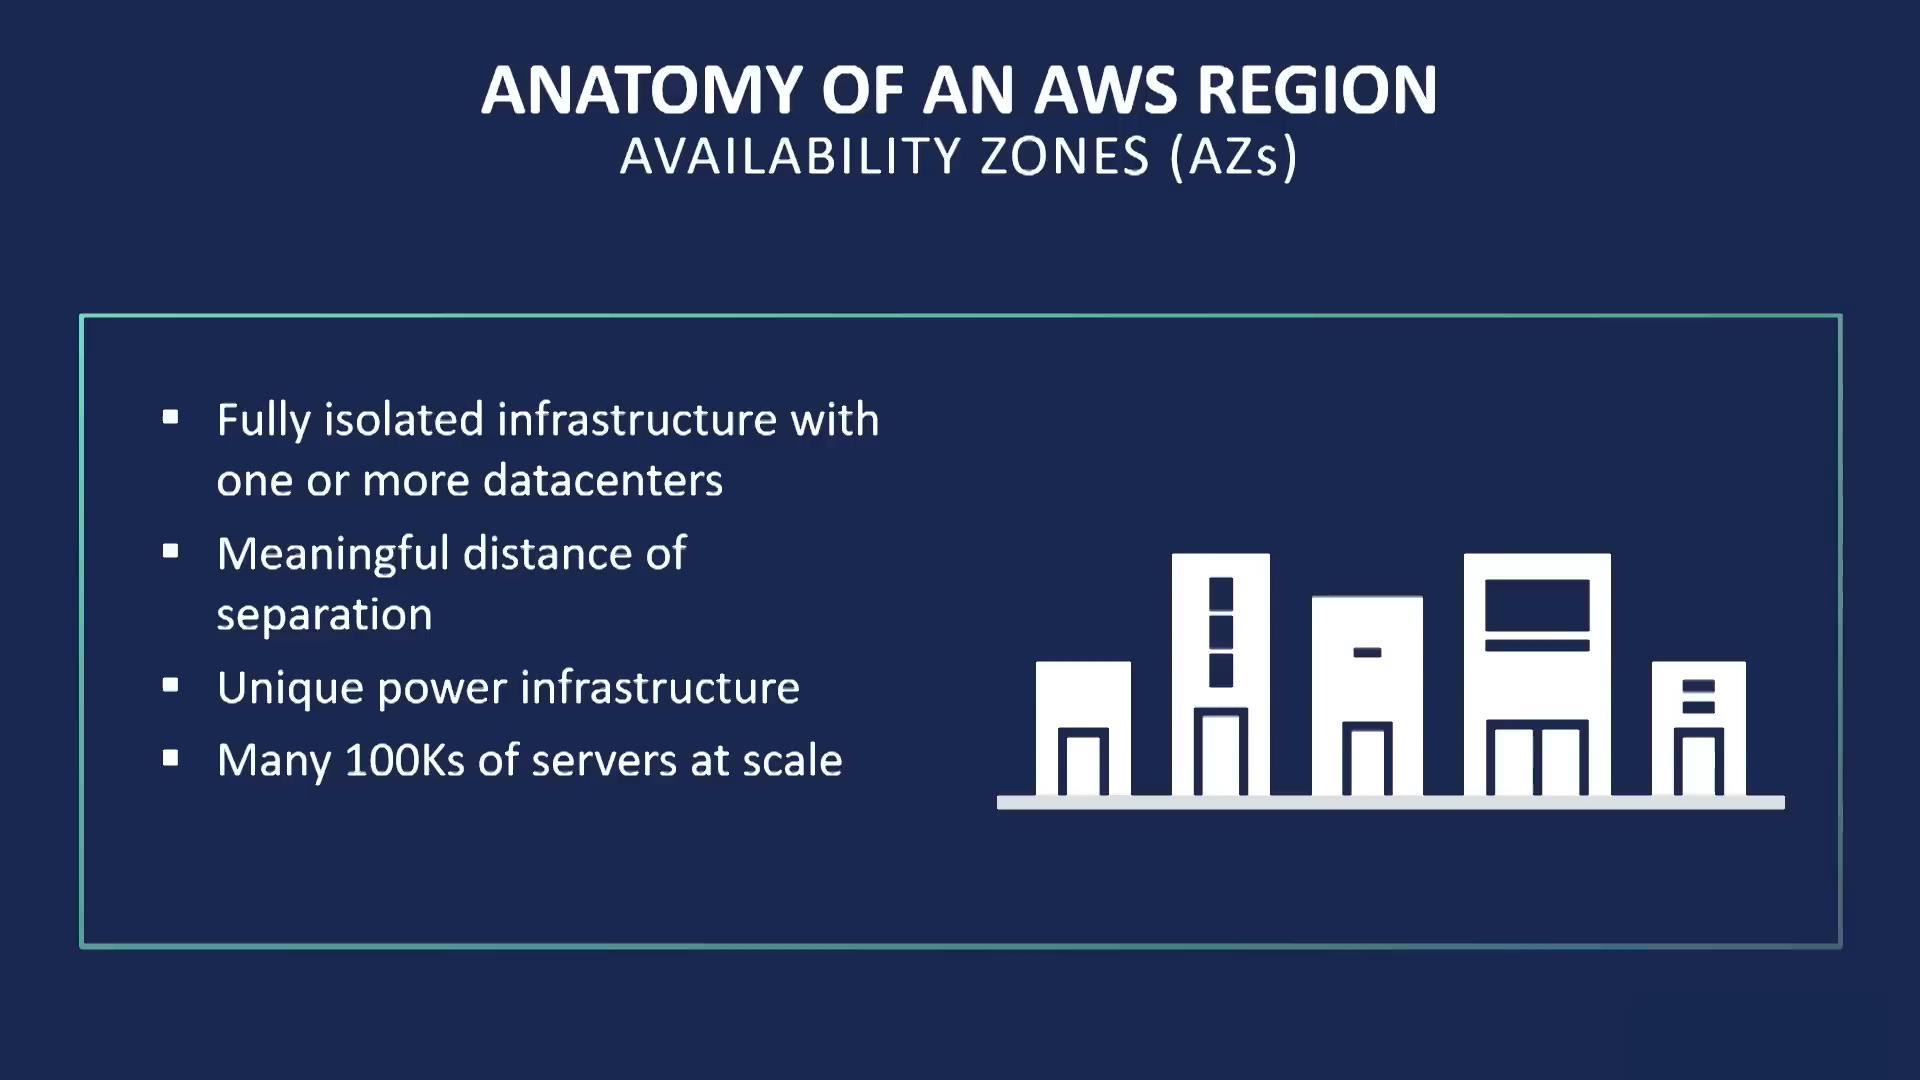 ANATOMY OF AN AWS REGION
AVAILABILITY ZONES (AZs)
▪ Fully isolated infrastructure with
one or more datacenters
▪ Meaningful distance of
separation
▪ Unique power infrastructure
▪ Many 100Ks of servers at scale